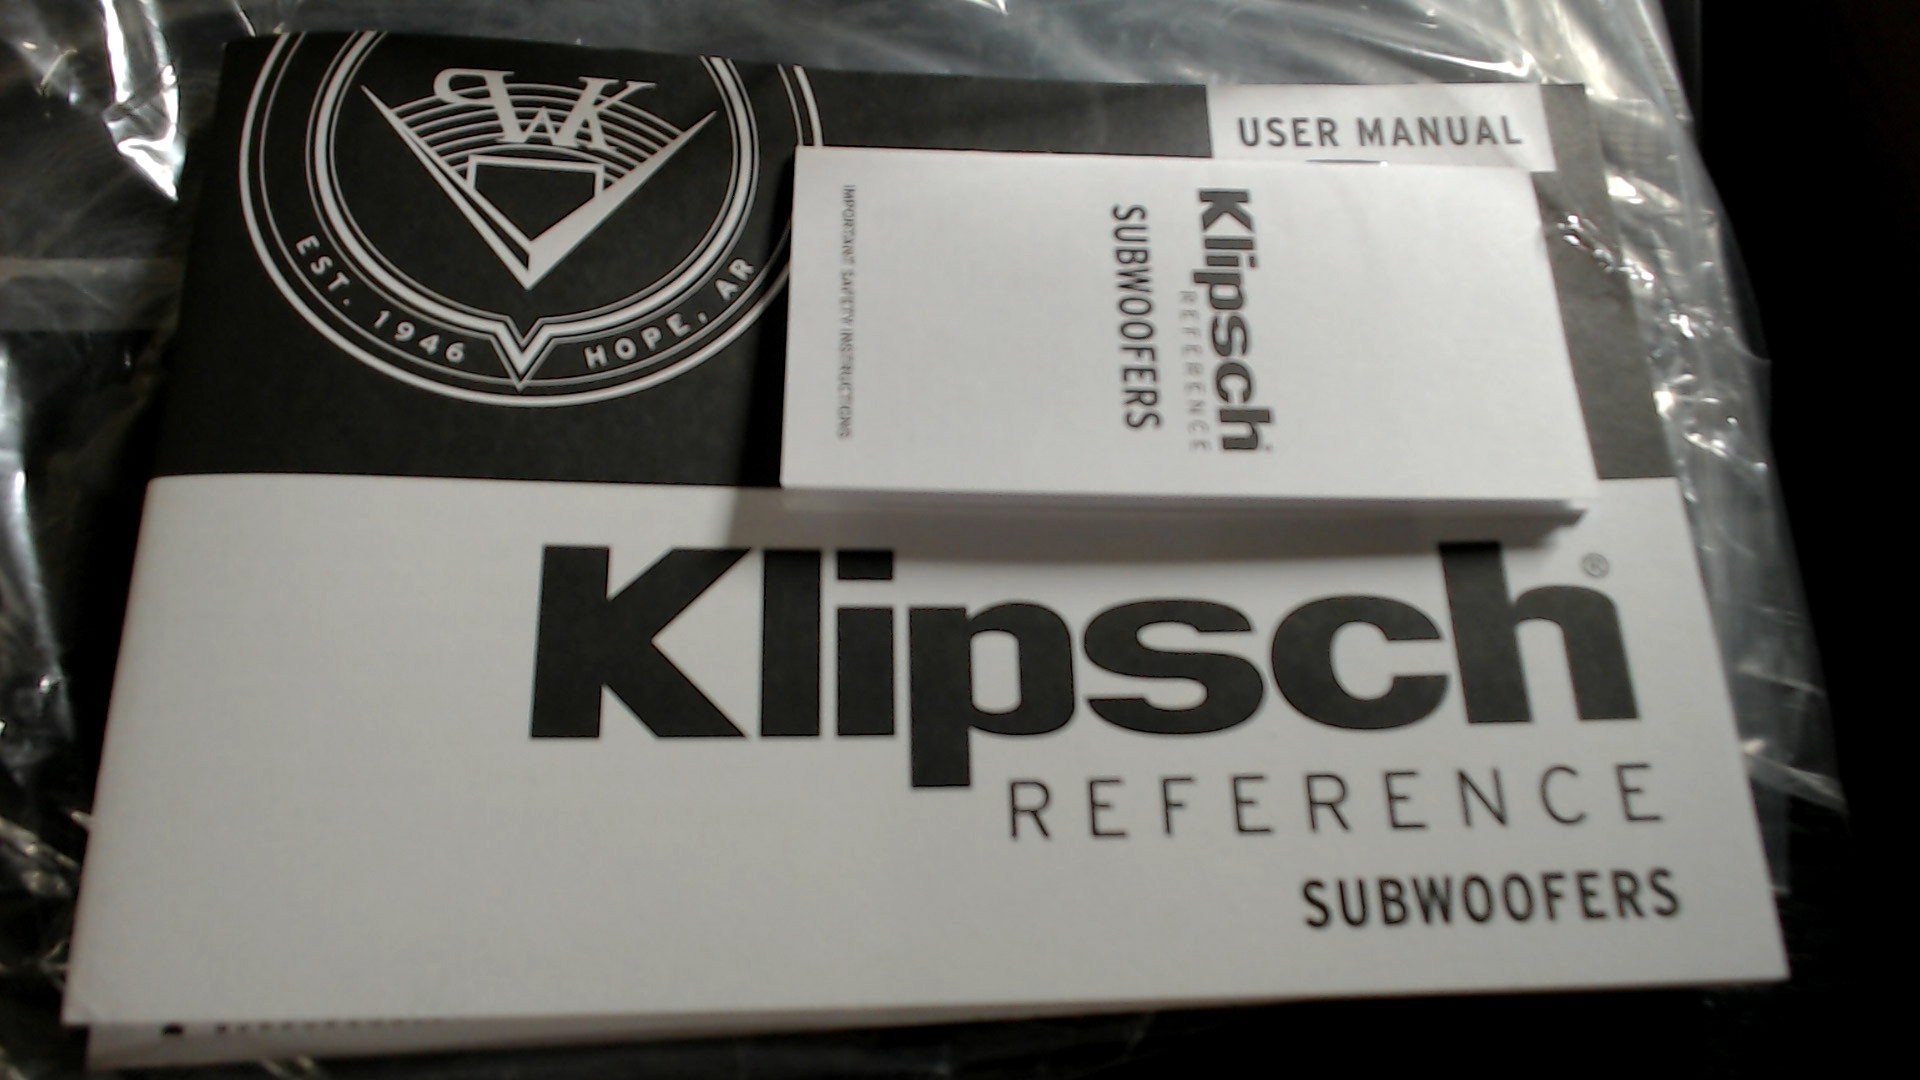 PWK
EST. 1946
HOPE, AR
USER MANUAL
Klipsch
REFERENCE
SUBWOOFERS
IMPORTANT SAFETY INSTRUCTIONS
Klipsch®
REFERENCE
SUBWOOFERS